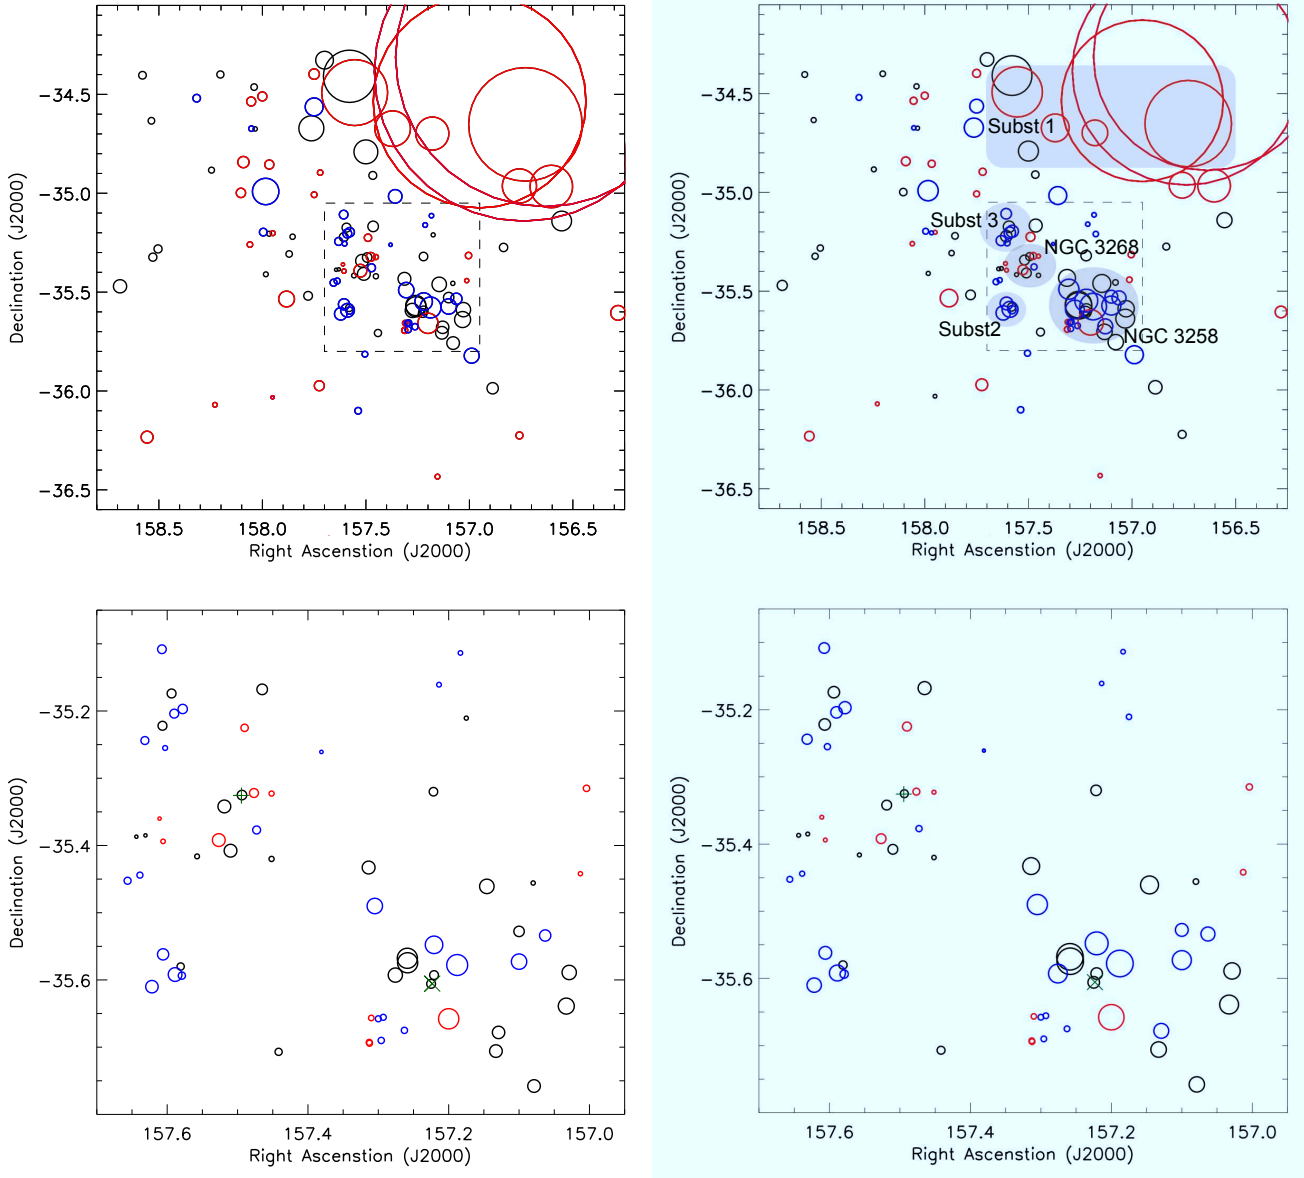 −34.5
−35.0
−35.5
−36.0
−36.5
Declination (J2000)
158.5 158.0 157.5 157.0 156.5
Right Ascenstion (J2000)
−34.5
−35.0
−35.5
−36.0
−36.5
Declination (J2000)
Subst 1
Subst 3
NGC 3268
Subst2
NGC 3258
158.5 158.0 157.5 157.0 156.5
Right Ascenstion (J2000)
−35.2
−35.4
−35.6
Declination (J2000)
157.6 157.4 157.2 157.0
Right Ascenstion (J2000)
−35.2
−35.4
−35.6
Declination (J2000)
157.6 157.4 157.2 157.0
Right Ascenstion (J2000)